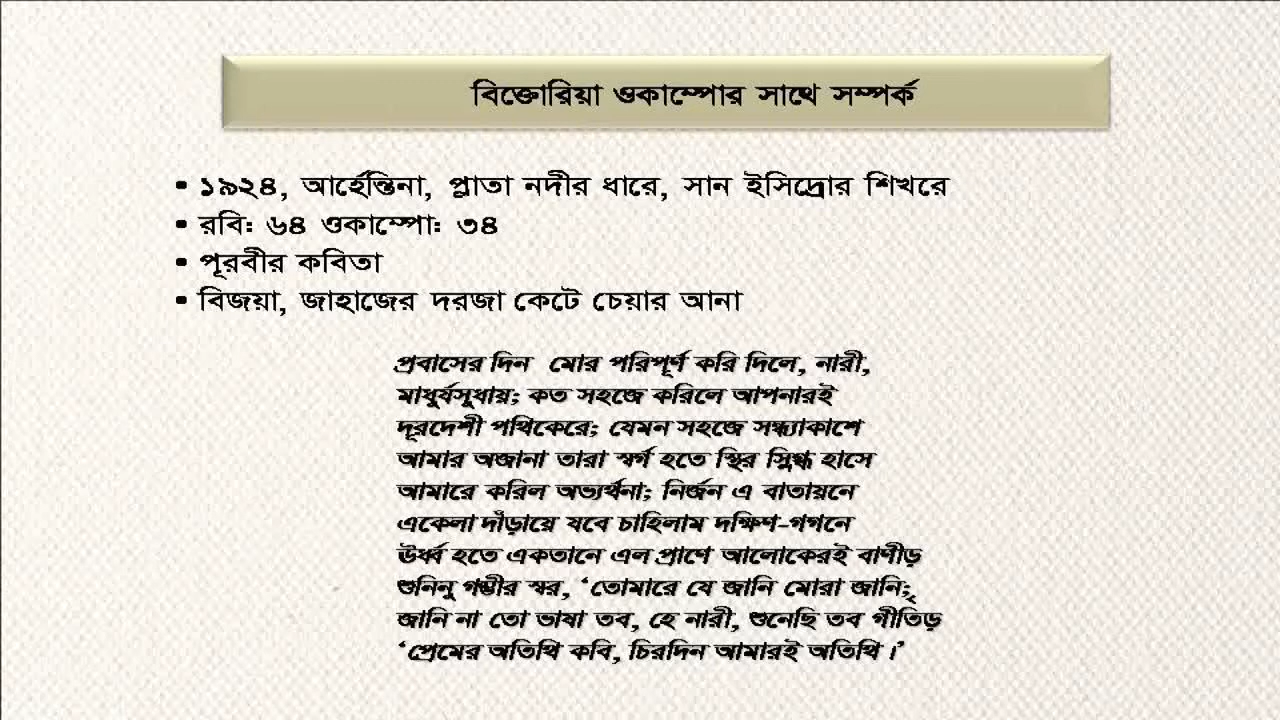 বিক্তোরিয়া ওকাম্পোর সাথে সম্পর্ক
• ১৯২৪, আর্হেন্তিনা, প্লাতা নদীর ধারে, সান ইসিদ্রোর শিখরে
• রবি: ৬৪ ওকাম্পো: ৩৪
• পূরবীর কবিতা
• বিজয়া, জাহাজের দরজা কেটে চেয়ার আনা
প্রবাসের দিন মোর পরিপূর্ণ করি দিলে, নারী,
মাধুর্যসুধায়; কত সহজে করিলে আপনারই
দূরদেশী পথিকেরে; যেমন সহজে সন্ধ্যাকাশে
আমার অজানা তারা স্বর্গ হতে স্থির স্নিগ্ধ হাসে
আমারে করিল অভ্যর্থনা; নির্জন এ বাতায়নে
একেলা দাঁড়ায়ে যবে চাহিলাম দক্ষিণ-গগনে
ঊর্ধ্ব হতে একতানে এল প্রাণে আলোকেরই বাণীড়
শুনিনু গম্ভীর স্বর, ‘তোমারে যে জানি মোরা জানি;
জানি না তো ভাষা তব, হে নারী, শুনেছি তব গীতিড়
‘প্রেমের অতিথি কবি, চিরদিন আমারই অতিথি।’